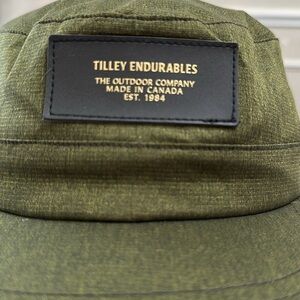 TILLEY ENDURABLES
THE OUTDOOR COMPANY
MADE IN CANADA
EST. 1984